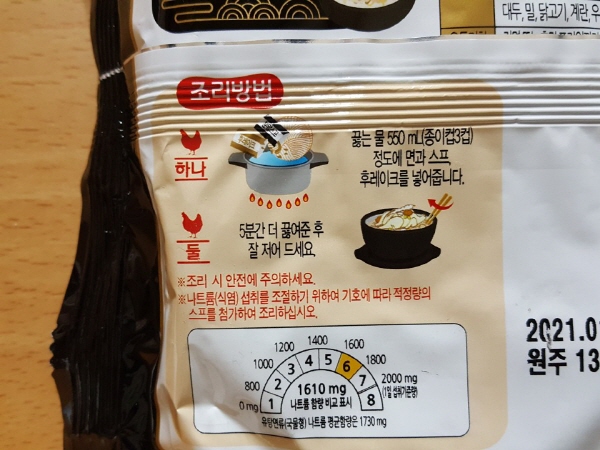 대두, 밀, 닭고기, 계란, 우
조리방법
하나
끓는 물 550 mL(종이컵3컵)
정도에 면과 스프
후레이크를 넣어줍니다.
둘
5분간 더 끓여준 후
잘 저어 드세요.
※조리 시 안전에 주의하세요.
※나트륨(식염) 섭취를 조절하기 위하여 기호에 따라 적정량의
스프를 첨가하여 조리하십시오.
0 mg 800 1000 1200 1400 1600 1800 2000 mg
(1일 섭취기준량)
1 2 3 4 5 6 7 8
1610 mg
나트륨 함량 비교 표시
유탕면류(국물형) 나트륨 평균함량은 1730 mg
2021.0
원주 13